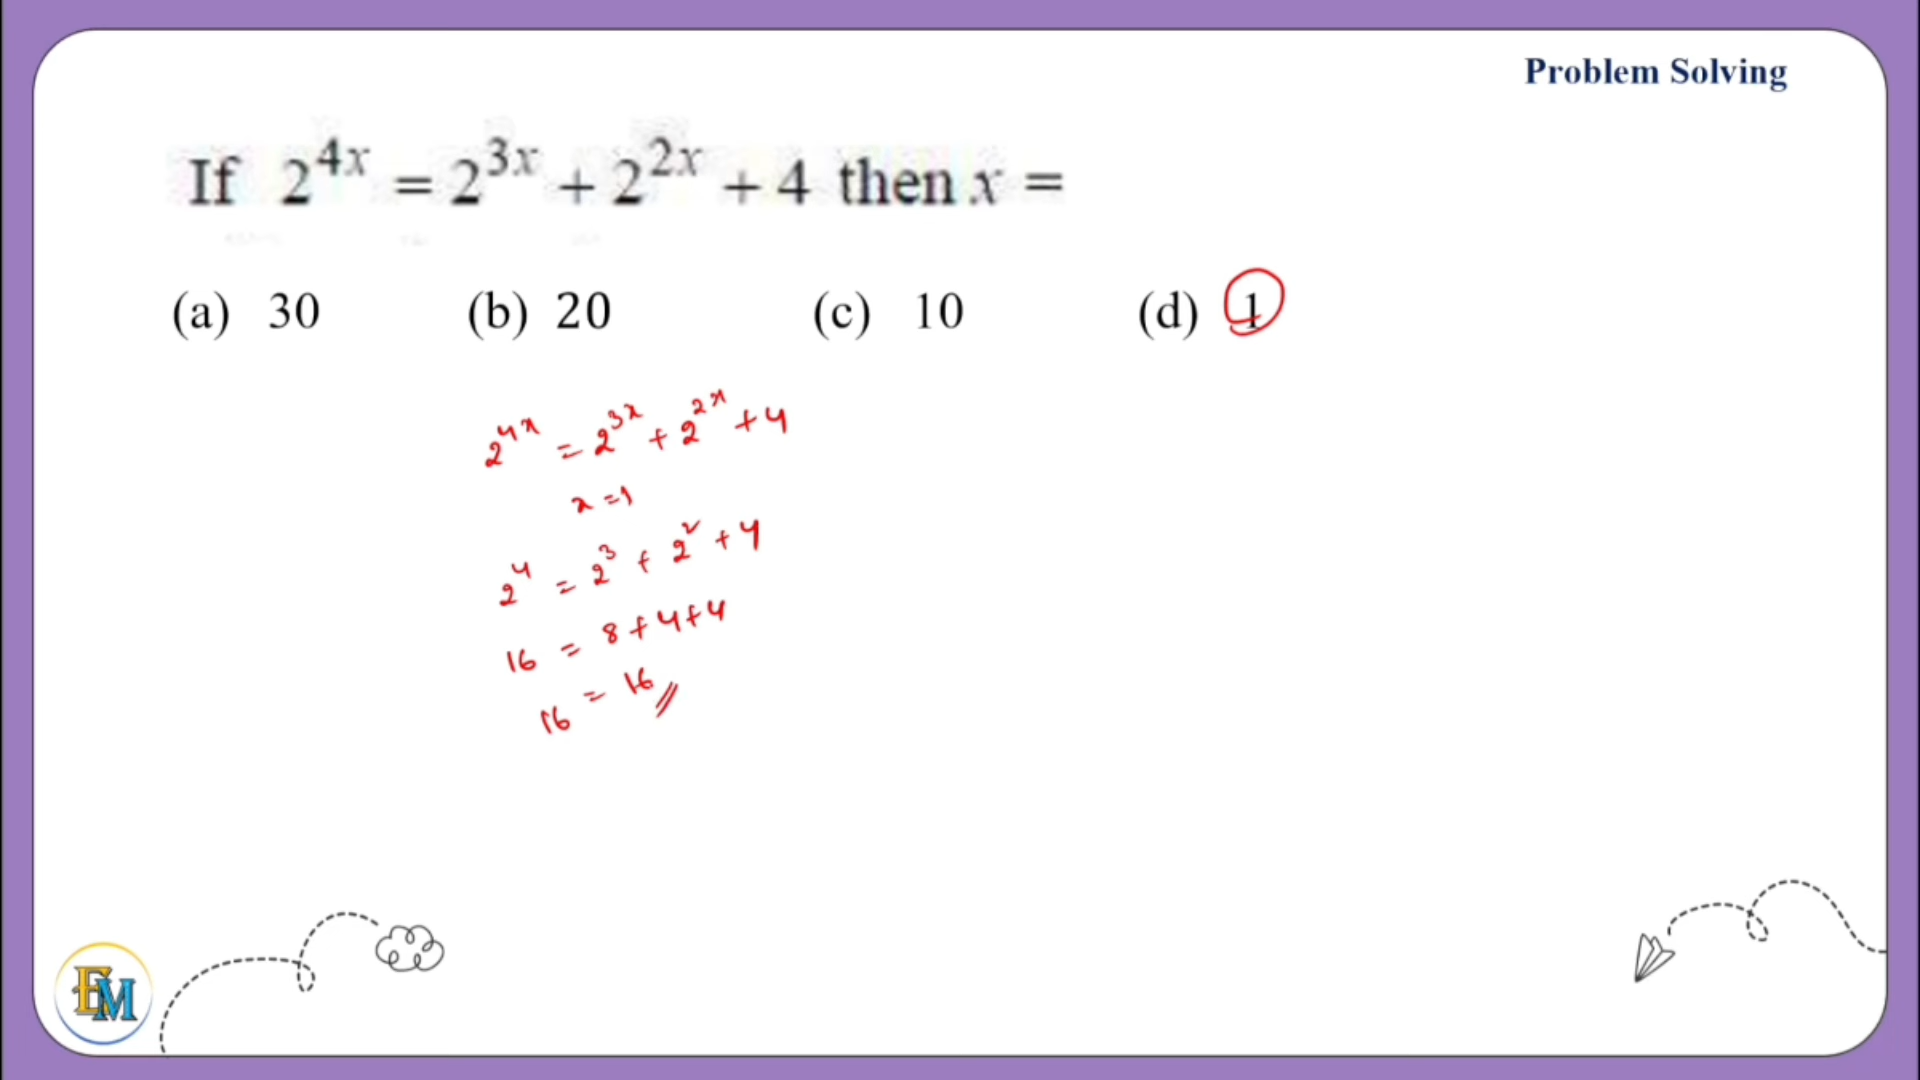 Problem Solving
If 2^{4x} = 2^{3x} + 2^{2x} + 4 then x =
(a) 30 (b) 20 (c) 10 (d) 1
2^{4x} = 2^{3x} + 2^{2x} + 4
x = 1
2^4 = 2^3 + 2^2 + 4
16 = 8 + 4 + 4
16 = 16
EM